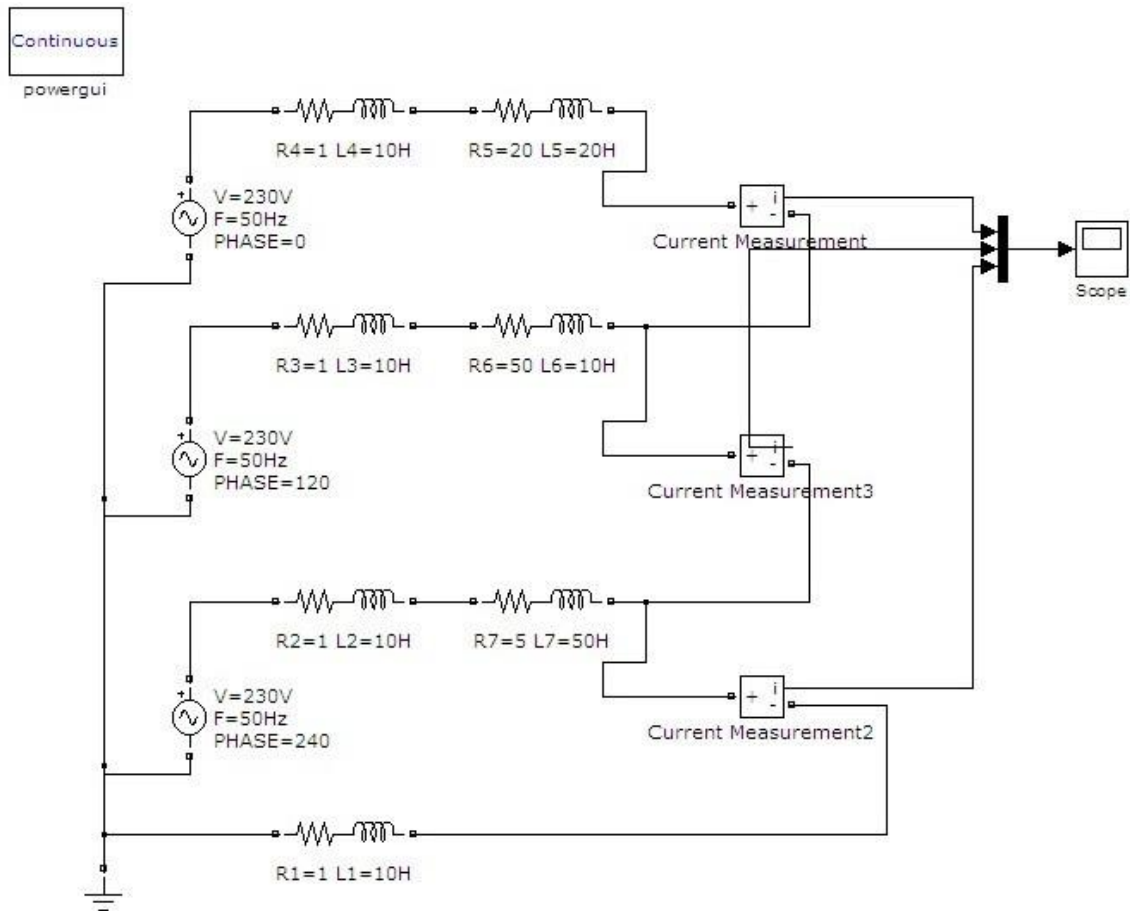 Continuous
powergui
R4=1 L4=10H
R5=20 L5=20H
V=230V
F=50Hz
PHASE=0
+
i
+
-
Current Measurement
Scope
R3=1 L3=10H
R6=50 L6=10H
V=230V
F=50Hz
PHASE=120
+
i
+
-
Current Measurement3
R2=1 L2=10H
R7=5 L7=50H
V=230V
F=50Hz
PHASE=240
+
i
+
-
Current Measurement2
R1=1 L1=10H